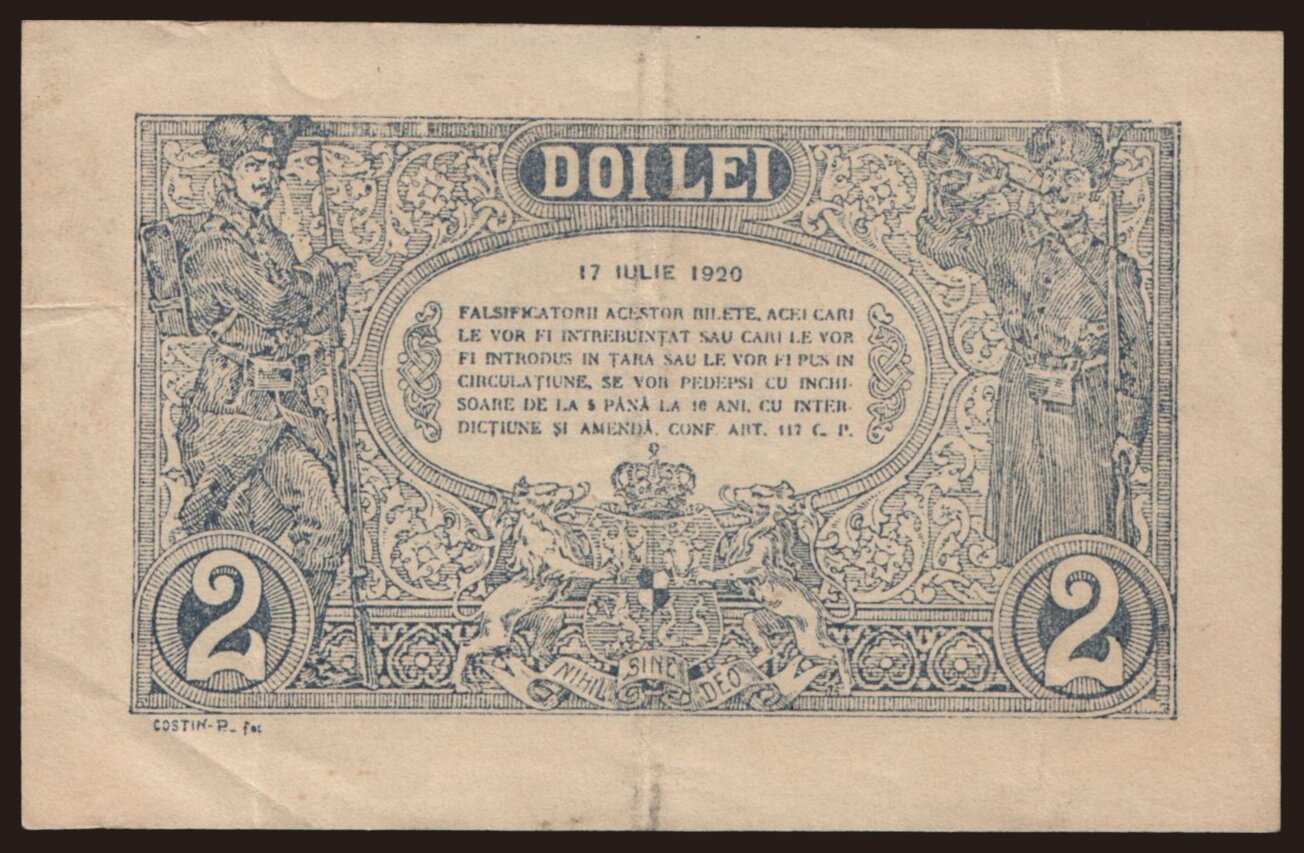 DOI LEI
17 IULIE 1920
FALSIFICATORII ACESTOR BILETE, ACEI CARI
LE VOR FI INTREBUINȚAT SAU CARI LE VOR
FI INTRODUS IN ȚARA SAU LE VOR FI PUS IN
CIRCULAȚIUNE, SE VOR PEDEPSI CU INCHI-
SOARE DE LA 5 PÂNĂ LA 10 ANI, CU INTER-
DICȚIUNE ȘI AMENDĂ, CONF. ART. 117 C. P.
2
2
NIHIL SINE DEO
COSTIN-P. fec